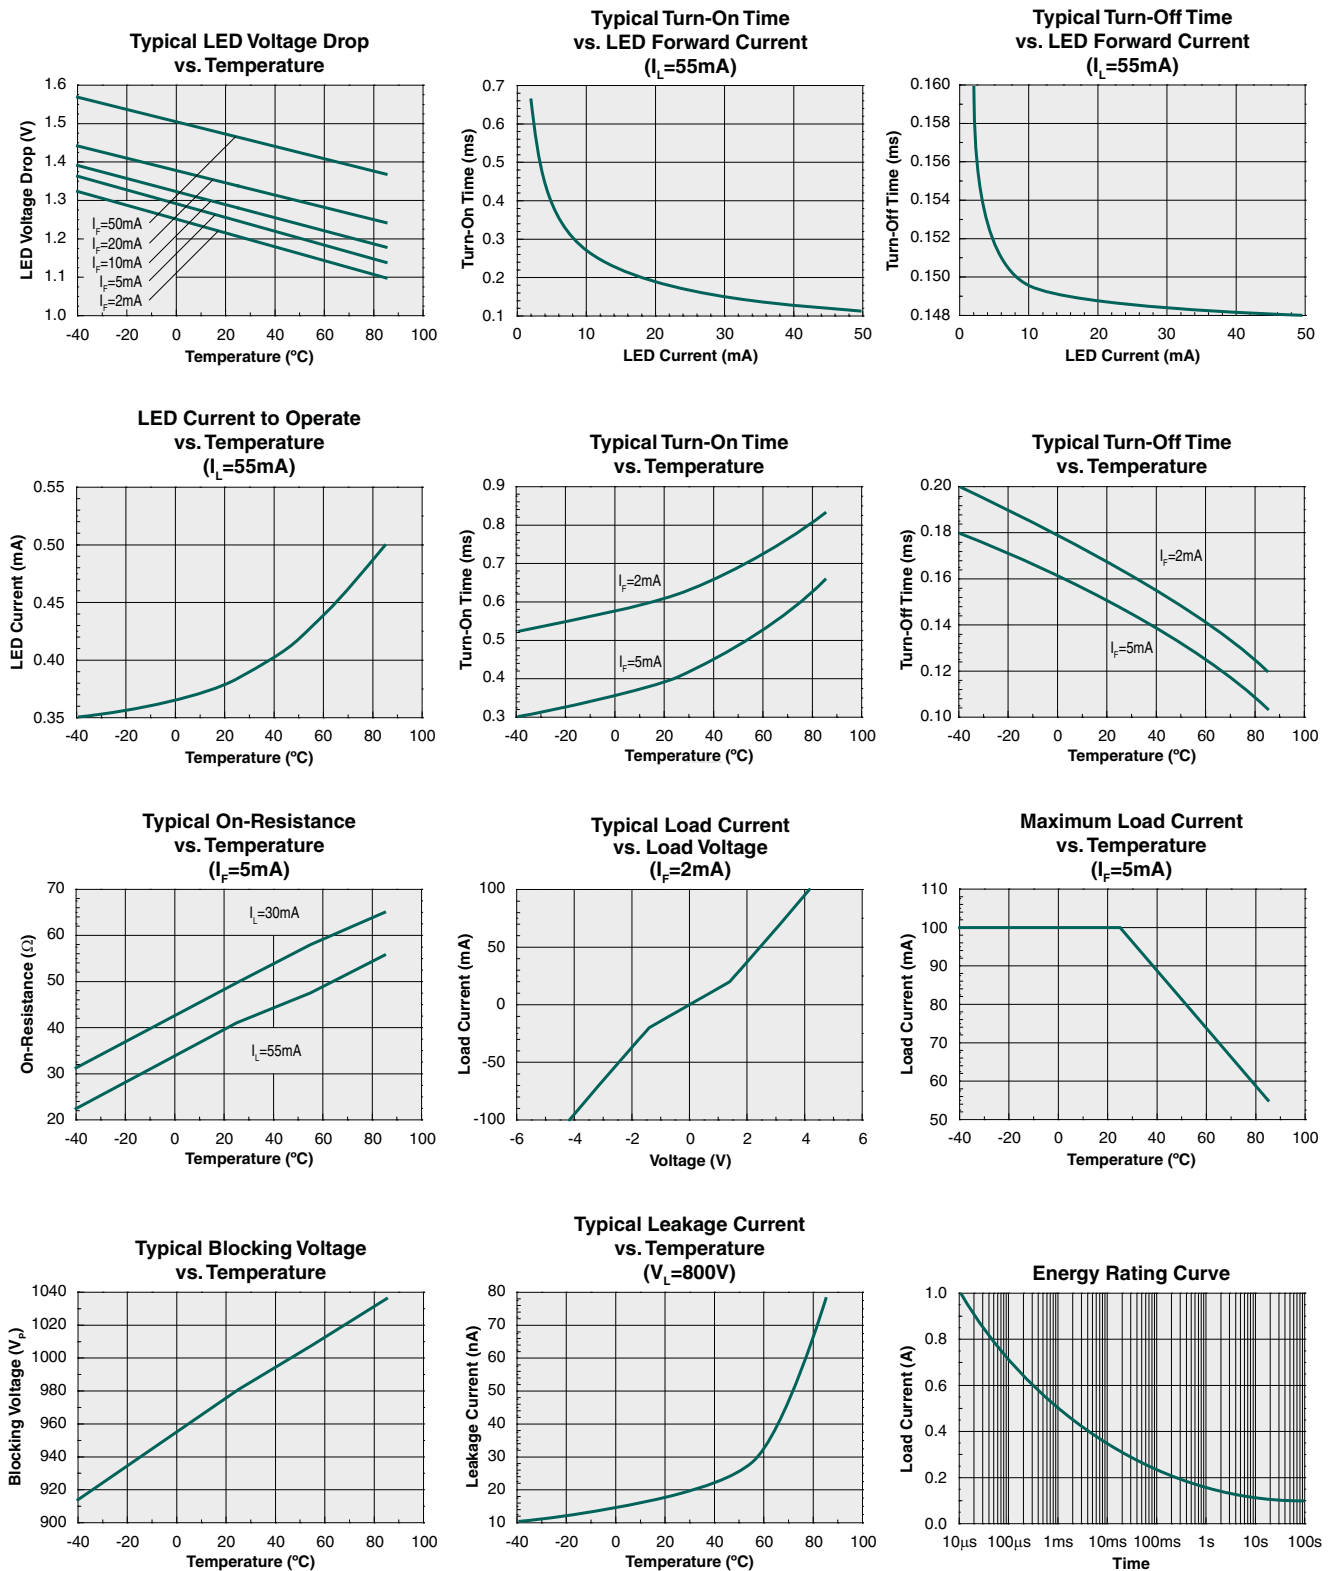 Typical LED Voltage Drop
vs. Temperature
1.6
1.5
1.4
1.3
1.2
1.1
1.0
LED Voltage Drop (V)
I_F=50mA
I_F=20mA
I_F=10mA
I_F=5mA
I_F=2mA
-40 -20 0 20 40 60 80 100
Temperature (ºC)
Typical Turn-On Time
vs. LED Forward Current
(I_L=55mA)
0.7
0.6
0.5
0.4
0.3
0.2
0.1
Turn-On Time (ms)
0 10 20 30 40 50
LED Current (mA)
Typical Turn-Off Time
vs. LED Forward Current
(I_L=55mA)
0.160
0.158
0.156
0.154
0.152
0.150
0.148
Turn-Off Time (ms)
0 10 20 30 40 50
LED Current (mA)
LED Current to Operate
vs. Temperature
(I_L=55mA)
0.55
0.50
0.45
0.40
0.35
LED Current (mA)
-40 -20 0 20 40 60 80 100
Temperature (ºC)
Typical Turn-On Time
vs. Temperature
0.9
0.8
0.7
0.6
0.5
0.4
0.3
Turn-On Time (ms)
I_F=2mA
I_F=5mA
-40 -20 0 20 40 60 80 100
Temperature (ºC)
Typical Turn-Off Time
vs. Temperature
0.20
0.18
0.16
0.14
0.12
0.10
Turn-Off Time (ms)
I_F=2mA
I_F=5mA
-40 -20 0 20 40 60 80 100
Temperature (ºC)
Typical On-Resistance
vs. Temperature
(I_F=5mA)
70
60
50
40
30
20
On-Resistance (Ω)
I_L=30mA
I_L=55mA
-40 -20 0 20 40 60 80 100
Temperature (ºC)
Typical Load Current
vs. Load Voltage
(I_F=2mA)
100
50
0
-50
-100
Load Current (mA)
-6 -4 -2 0 2 4 6
Voltage (V)
Maximum Load Current
vs. Temperature
(I_F=5mA)
110
100
90
80
70
60
50
Load Current (mA)
-40 -20 0 20 40 60 80 100
Temperature (ºC)
Typical Blocking Voltage
vs. Temperature
1040
1020
1000
980
960
940
920
900
Blocking Voltage (V_P)
-40 -20 0 20 40 60 80 100
Temperature (ºC)
Typical Leakage Current
vs. Temperature
(V_L=800V)
80
70
60
50
40
30
20
10
Leakage Current (nA)
-40 -20 0 20 40 60 80 100
Temperature (ºC)
Energy Rating Curve
1.0
0.8
0.6
0.4
0.2
0.0
Load Current (A)
10µs 100µs 1ms 10ms 100ms 1s 10s 100s
Time